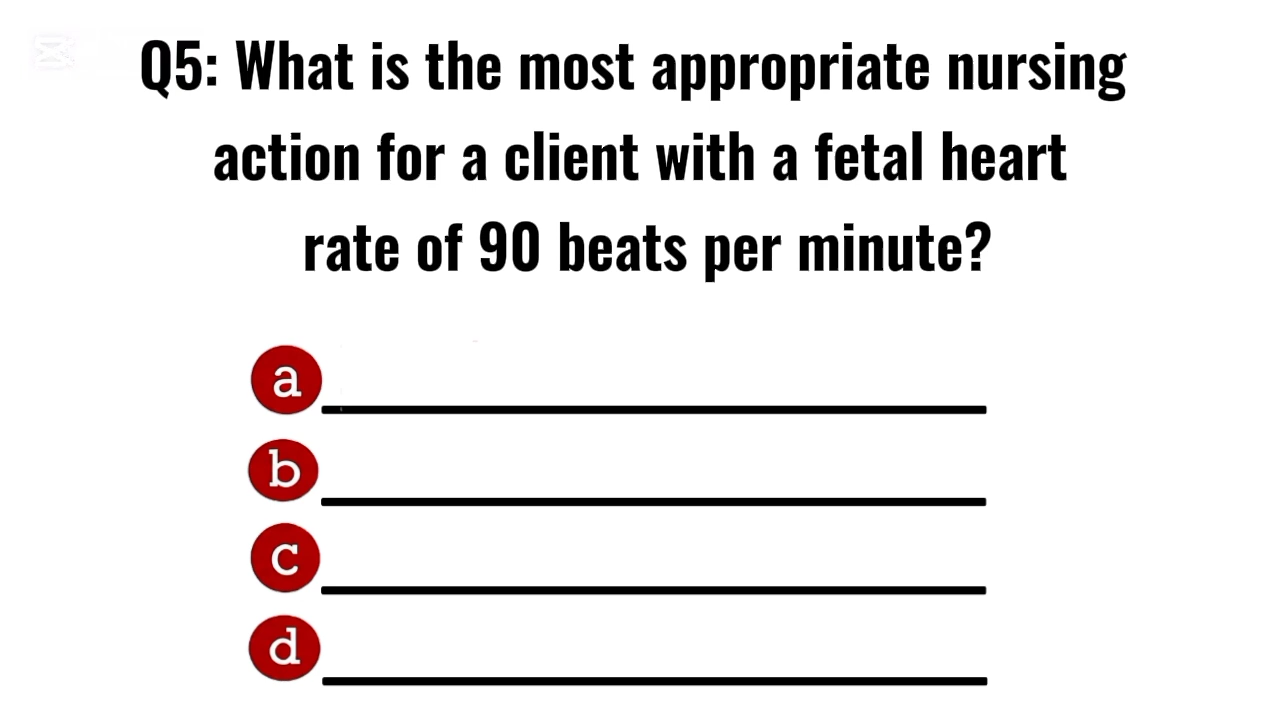 Q5: What is the most appropriate nursing
action for a client with a fetal heart
rate of 90 beats per minute?
a
b
c
d